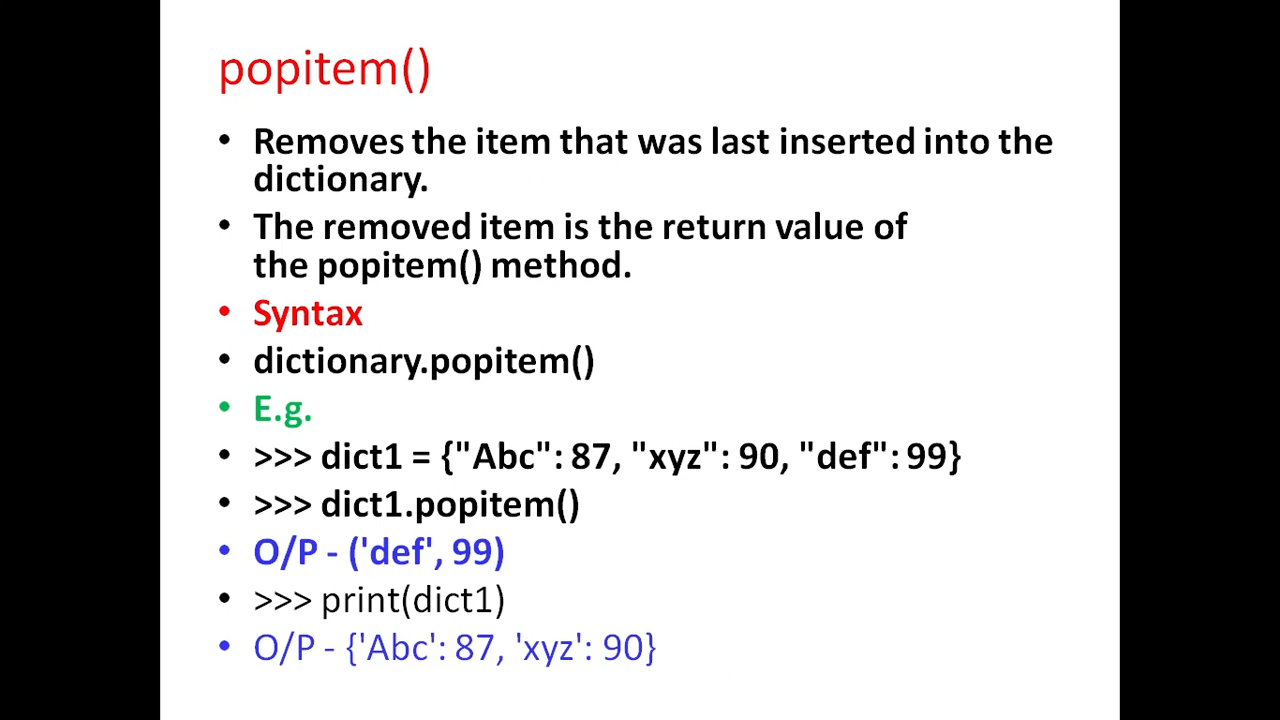 popitem()
• Removes the item that was last inserted into the
dictionary.
• The removed item is the return value of
the popitem() method.
• Syntax
• dictionary.popitem()
• E.g.
• >>> dict1 = {"Abc": 87, "xyz": 90, "def": 99}
• >>> dict1.popitem()
• O/P - ('def', 99)
• >>> print(dict1)
• O/P - {'Abc': 87, 'xyz': 90}